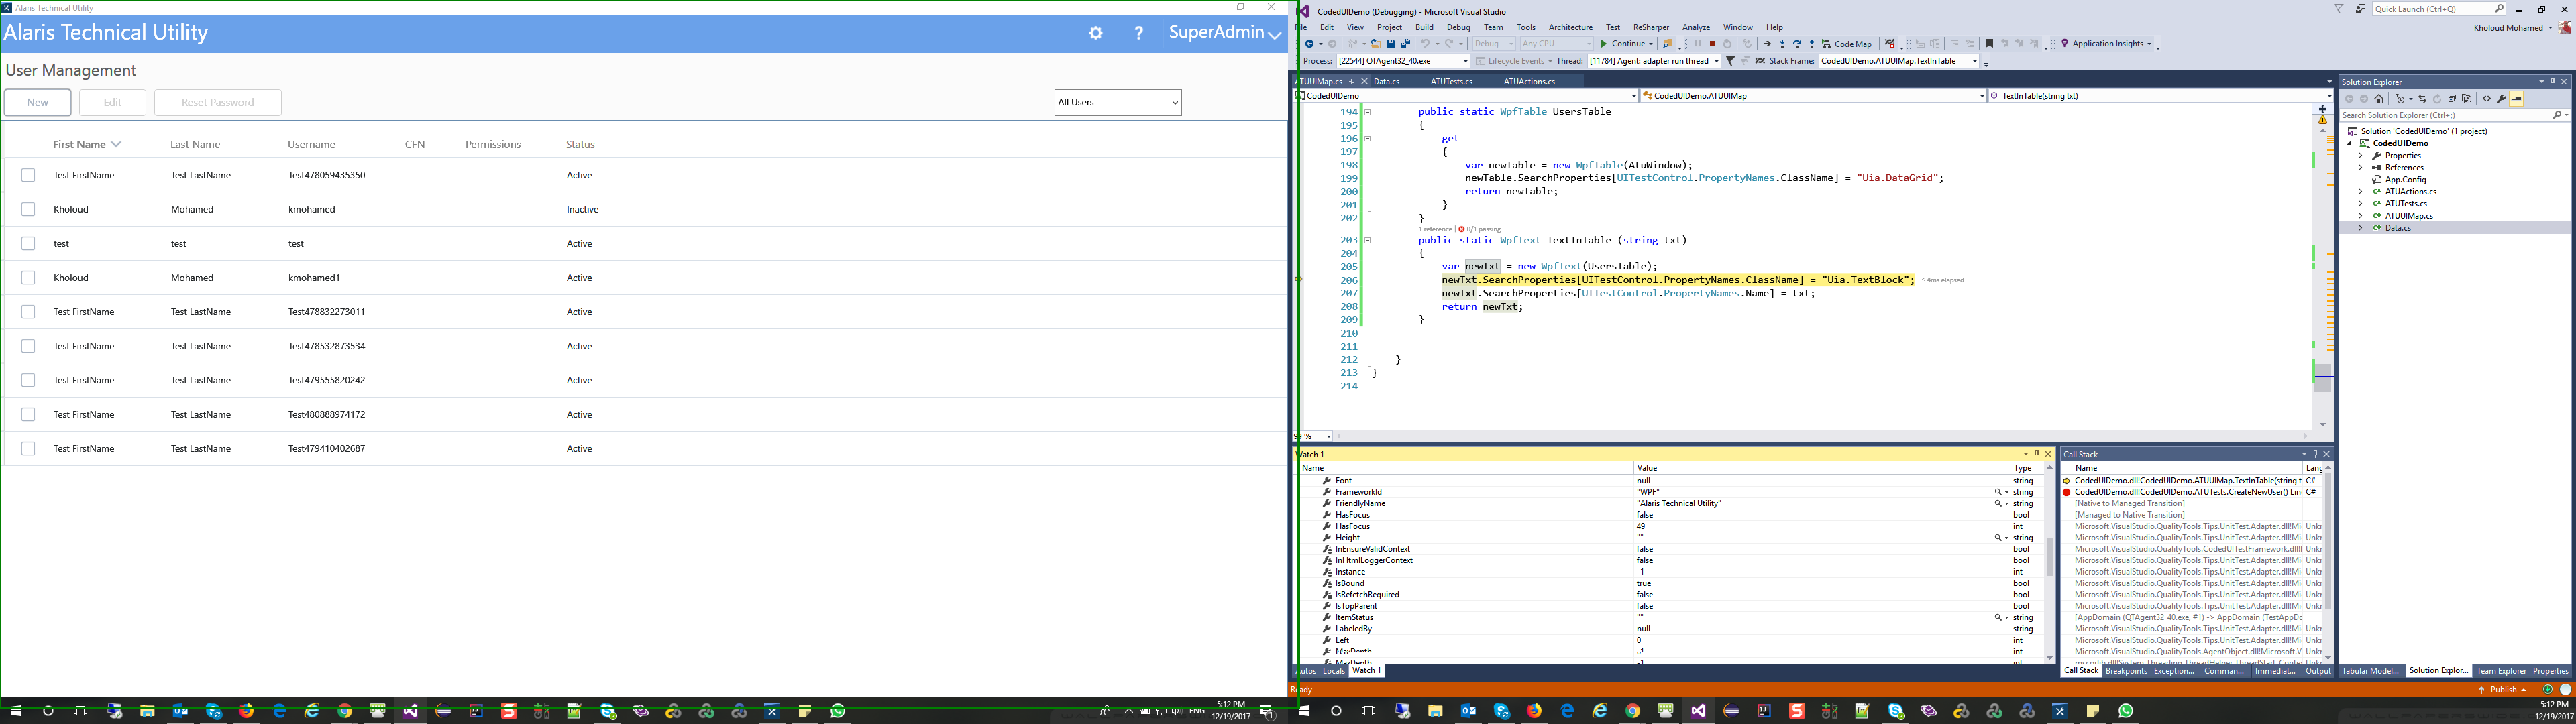 Alaris Technical Utility
Alaris Technical Utility
? SuperAdmin
User Management
New Edit Reset Password All Users
First Name Last Name Username CFN Permissions Status
Test FirstName Test LastName Test478059435350 Active
Kholoud Mohamed kmohamed Inactive
test test test Active
Kholoud Mohamed kmohamed1 Active
Test FirstName Test LastName Test478832273011 Active
Test FirstName Test LastName Test478532873534 Active
Test FirstName Test LastName Test479555820242 Active
Test FirstName Test LastName Test480888974172 Active
Test FirstName Test LastName Test479410402687 Active
ENG 5:12 PM
12/19/2017
CodedUIDemo (Debugging) - Microsoft Visual Studio
Quick Launch (Ctrl+Q)
File Edit View Project Build Debug Team Tools Architecture Test ReSharper Analyze Window Help
Kholoud Mohamed
Debug Any CPU Continue Code Map Application Insights
Process: [22544] QTAgent32_40.exe Lifecycle Events Thread: [11784] Agent: adapter run thread Stack Frame: CodedUIDemo.ATUUIMap.TextInTable
ATUUIMap.cs Data.cs ATUTests.cs ATUActions.cs
CodedUIDemo CodedUIDemo.ATUUIMap TextInTable(string txt)
194 public static WpfTable UsersTable
195 {
196 get
197 {
198 var newTable = new WpfTable(AtuWindow);
199 newTable.SearchProperties[UITestControl.PropertyNames.ClassName] = "Uia.DataGrid";
200 return newTable;
201 }
202 }
1 reference | 0/1 passing
203 public static WpfText TextInTable (string txt)
204 {
205 var newTxt = new WpfText(UsersTable);
206 newTxt.SearchProperties[UITestControl.PropertyNames.ClassName] = "Uia.TextBlock"; ≤4ms elapsed
207 newTxt.SearchProperties[UITestControl.PropertyNames.Name] = txt;
208 return newTxt;
209 }
210
211
212 }
213 }
214
99 %
Watch 1
Name Value Type
Font null string
FrameworkId "WPF" string
FriendlyName "Alaris Technical Utility" string
HasFocus false bool
HasFocus 49 int
Height "" string
InEnsureValidContext false bool
InHtmlLoggerContext false bool
Instance -1 int
IsBound true bool
IsRefetchRequired false bool
IsTopParent false bool
ItemStatus "" string
LabeledBy null string
Left 0 int
MaxDepth -1 int
Autos Locals Watch 1
Call Stack
Name Lang
CodedUIDemo.dll!CodedUIDemo.ATUUIMap.TextInTable(string t C#
CodedUIDemo.dll!CodedUIDemo.ATUTests.CreateNewUser() Line C#
[Native to Managed Transition]
[Managed to Native Transition]
Microsoft.VisualStudio.QualityTools.Tips.UnitTest.Adapter.dll!Mi Unkr
Microsoft.VisualStudio.QualityTools.Tips.UnitTest.Adapter.dll!Mi Unkr
Microsoft.VisualStudio.QualityTools.CodedUITestFramework.dll! Unkr
Microsoft.VisualStudio.QualityTools.Tips.UnitTest.Adapter.dll!Mi Unkr
Microsoft.VisualStudio.QualityTools.Tips.UnitTest.Adapter.dll!Mi Unkr
Microsoft.VisualStudio.QualityTools.Tips.UnitTest.Adapter.dll!Mi Unkr
Microsoft.VisualStudio.QualityTools.Tips.UnitTest.Adapter.dll!Mi Unkr
Microsoft.VisualStudio.QualityTools.Tips.UnitTest.Adapter.dll!Mi Unkr
[AppDomain (QTAgent32_40.exe, #1) -> AppDomain (TestAppDo
Microsoft.VisualStudio.QualityTools.Tips.UnitTest.Adapter.dll!Mi Unkr
Microsoft.VisualStudio.QualityTools.Tips.UnitTest.Adapter.dll!Mi Unkr
Microsoft.VisualStudio.QualityTools.AgentObject.dll!Microsoft.V Unkr
Call Stack Breakpoints Exception... Comman... Immediat... Output
Solution Explorer
Search Solution Explorer (Ctrl+;)
Solution 'CodedUIDemo' (1 project)
CodedUIDemo
Properties
References
App.Config
ATUActions.cs
ATUTests.cs
ATUUIMap.cs
Data.cs
Tabular Model... Solution Explor... Team Explorer Properties
Ready Publish
5:12 PM
12/19/2017